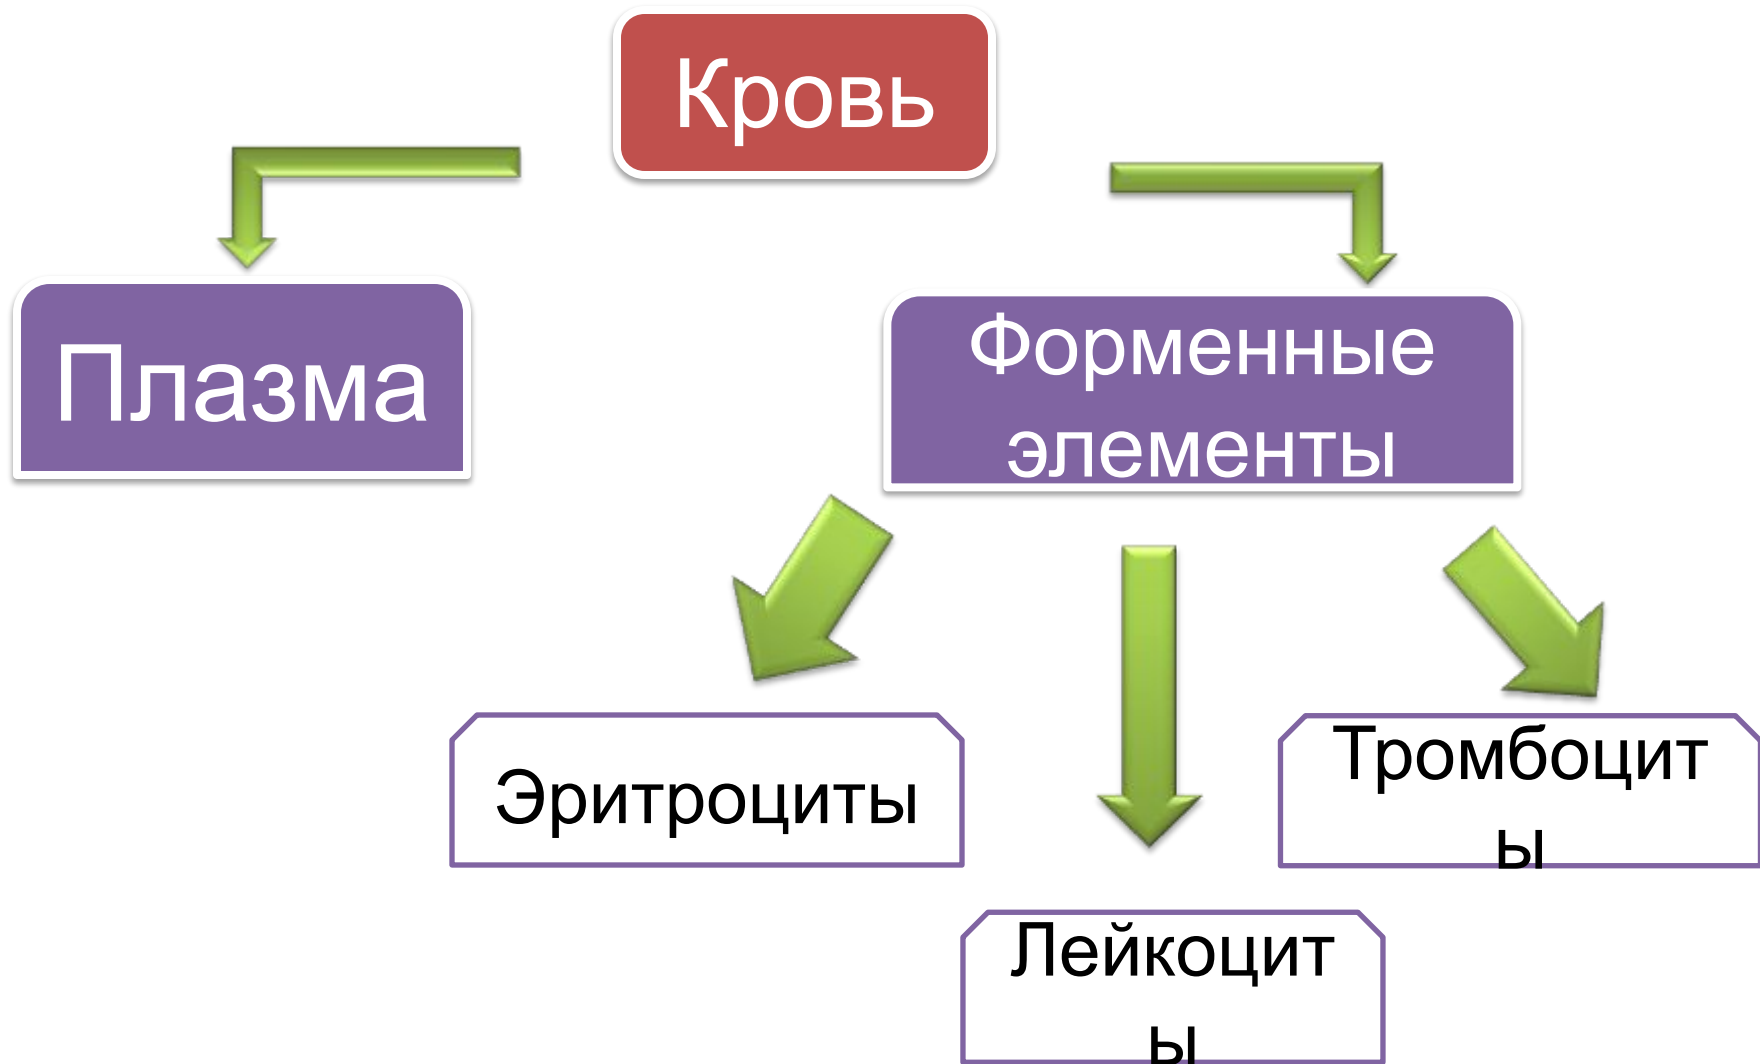 Кровь
Плазма
Форменные
элементы
Эритроциты
Тромбоцит
ы
Лейкоцит
ы